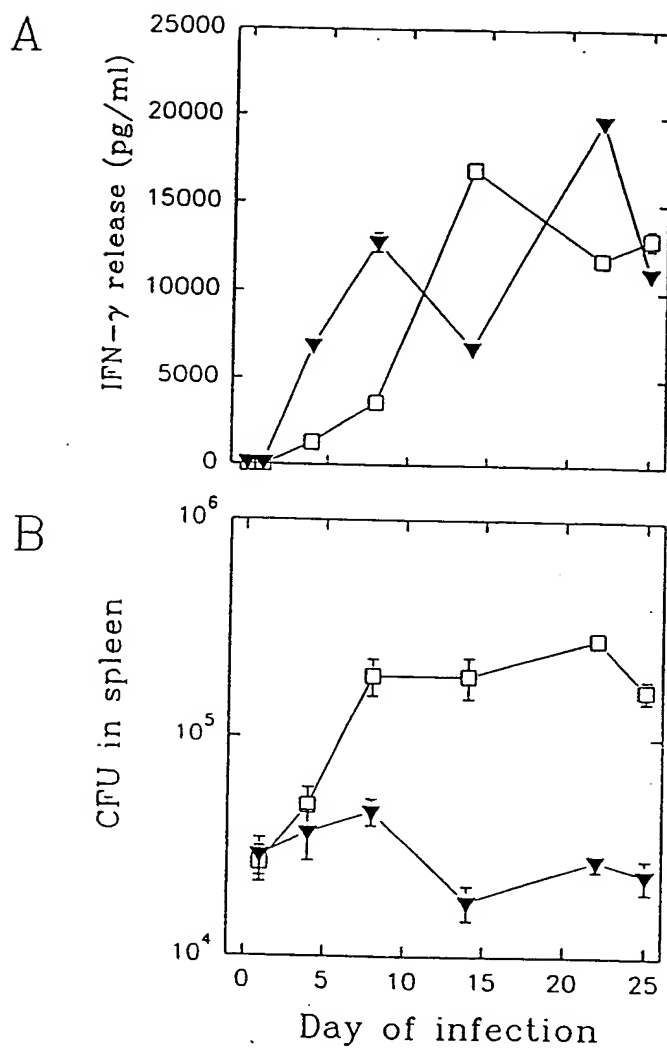 A
IFN-γ release (pg/ml)
25000
20000
15000
10000
5000
0
B
CFU in spleen
10⁶
10⁵
10⁴
0 5 10 15 20 25
Day of infection